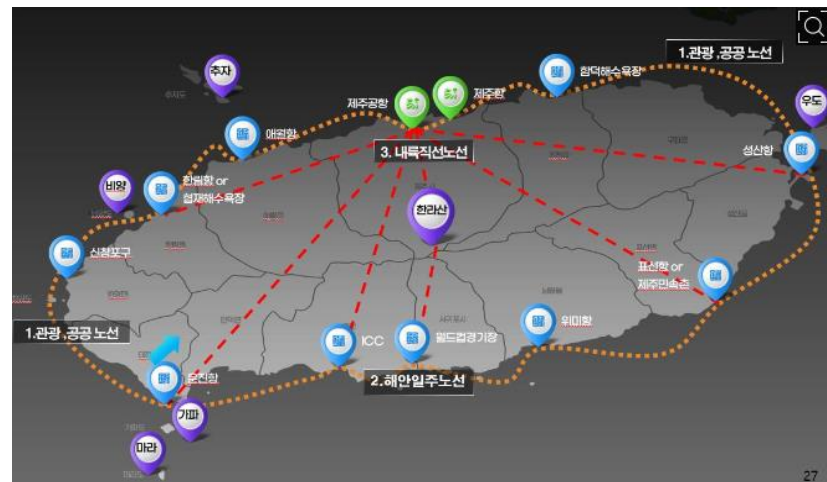 추자
1.관광,공공 노선
함덕해수욕장
제주공항
제주항
우도
애월항
성산항
3. 내륙직선노선
비양
한림항 or
협재해수욕장
한라산
신창포구
표선항 or
제주민속촌
1.관광,공공 노선
ICC
월드컵경기장
위미항
운진항
2.해안일주노선
가파
마라
27